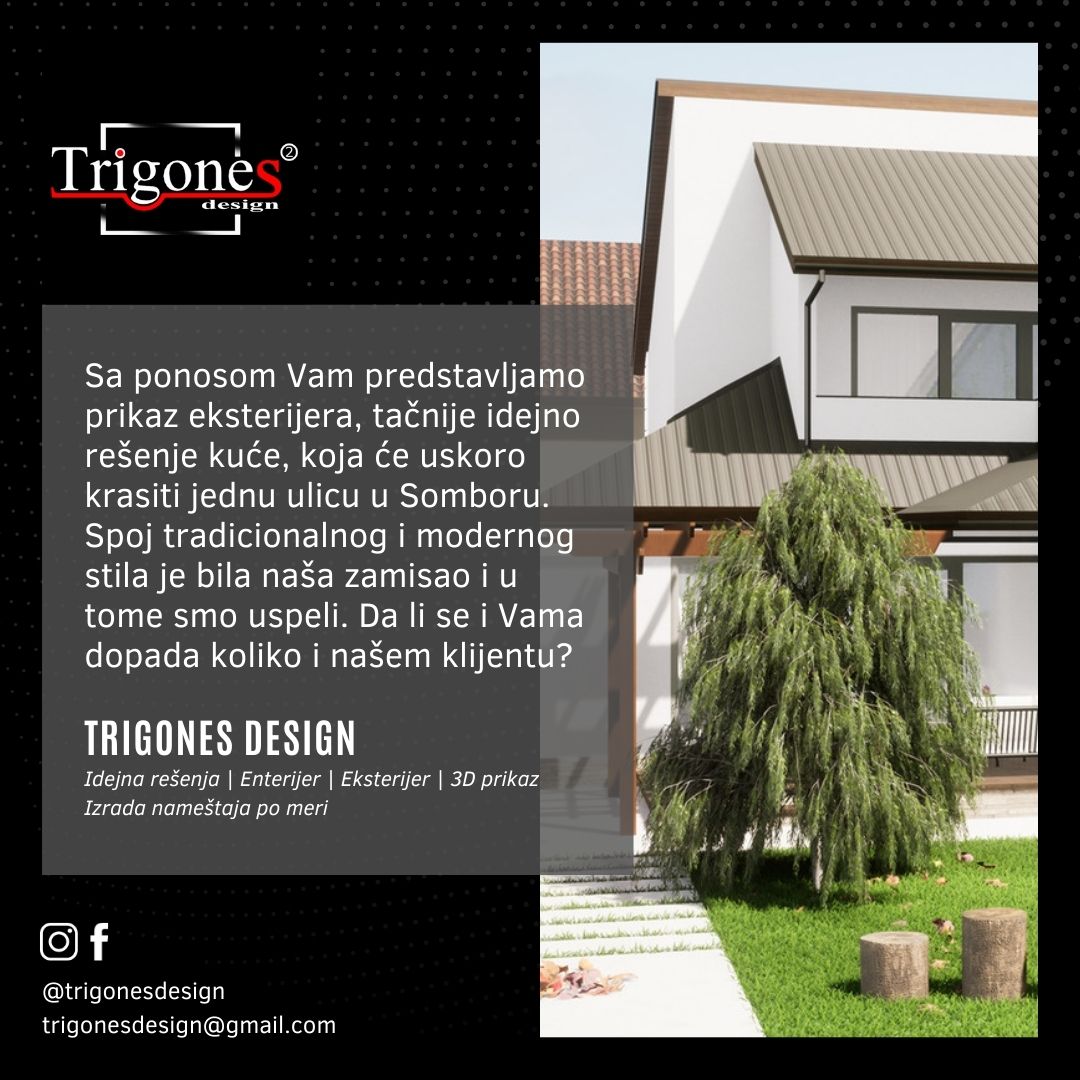 Trigones 2
design
Sa ponosom Vam predstavljamo
prikaz eksterijera, tačnije idejno
rešenje kuće, koja će uskoro
krasiti jednu ulicu u Somboru.
Spoj tradicionalnog i modernog
stila je bila naša zamisao i u
tome smo uspeli. Da li se i Vama
dopada koliko i našem klijentu?
TRIGONES DESIGN
Idejna rešenja | Enterijer | Eksterijer | 3D prikaz
Izrada nameštaja po meri
@trigonesdesign
trigonesdesign@gmail.com